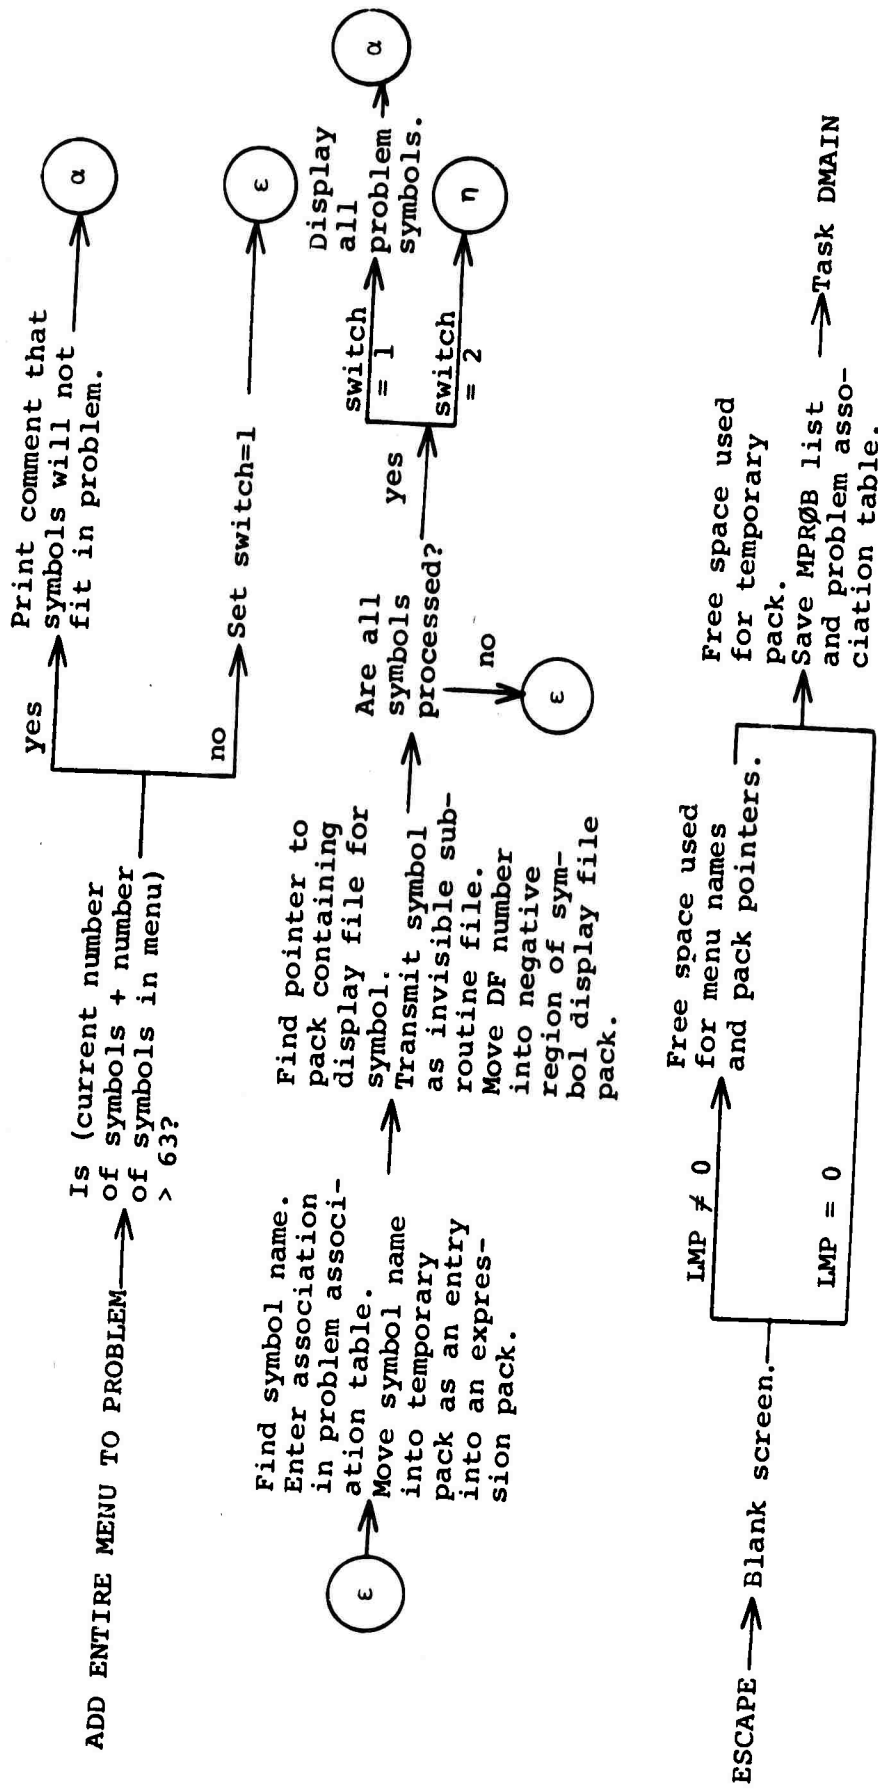 ADD ENTIRE MENU TO PROBLEM
Is (current number
of symbols + number
of symbols in menu)
> 63?
yes
Print comment that
symbols will not
fit in problem.
α
no
Set switch=1
ε
ε
Find symbol name.
Enter association
in problem associ-
ation table.
Move symbol name
into temporary
pack as an entry
into an expres-
sion pack.
Find pointer to
pack containing
display file for
symbol.
Transmit symbol
as invisible sub-
routine file.
Move DF number
into negative
region of sym-
bol display file
pack.
Are all
symbols
processed?
no
ε
yes
switch
= 1
Display
all
problem
symbols.
α
switch
= 2
η
ESCAPE
Blank screen.
LMP ≠ 0
Free space used
for menu names
and pack pointers.
LMP = 0
Free space used
for temporary
pack.
Save MPRØB list
and problem asso-
ciation table.
Task DMAIN